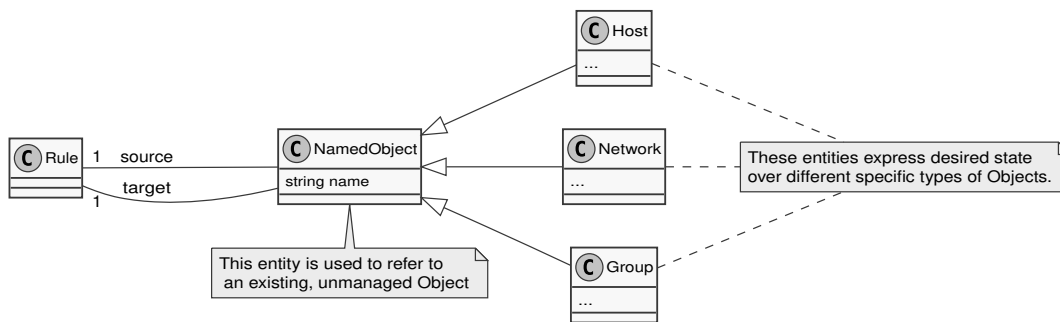 C Host
...
C Rule
1 source
target
1
C NamedObject
string name
C Network
...
These entities express desired state
over different specific types of Objects.
This entity is used to refer to
an existing, unmanaged Object
C Group
...